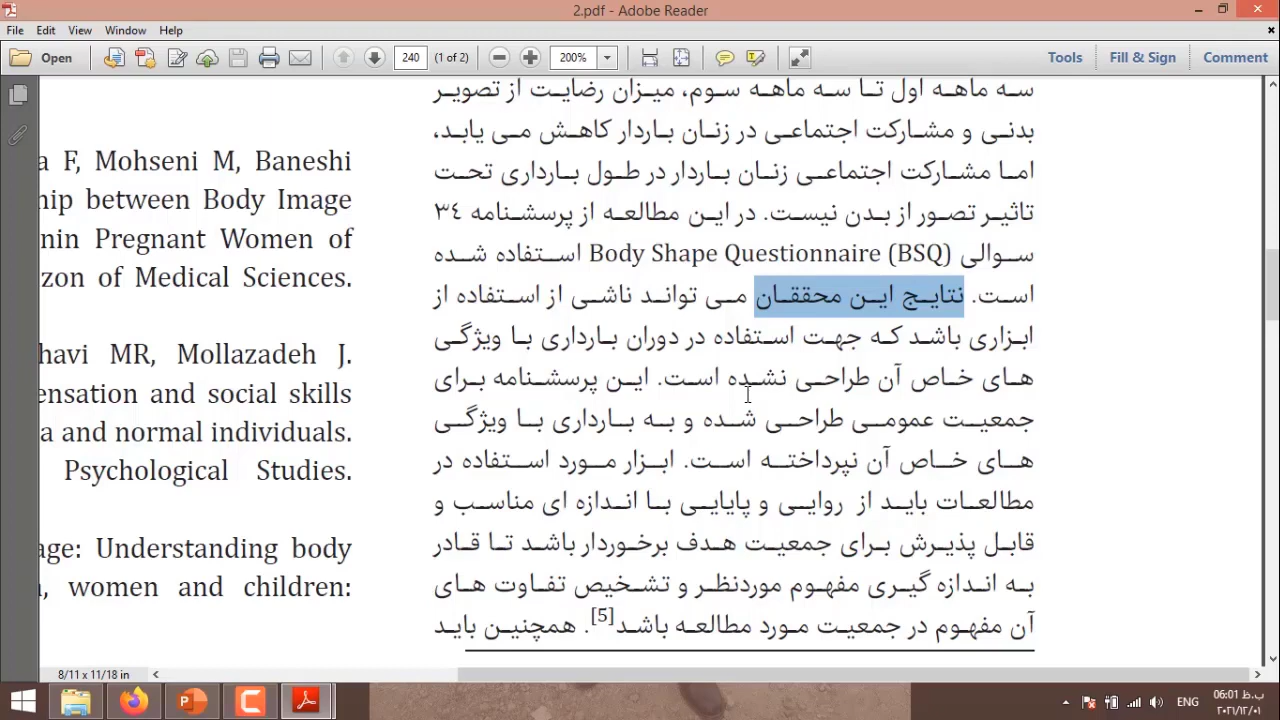 2.pdf - Adobe Reader
File Edit View Window Help
Open 240 (1 of 2) 200% Tools Fill & Sign Comment
سه ماهه اول تا سه ماهه سوم، میزان رضایت از تصویر
بدنی و مشارکت اجتماعی در زنان باردار کاهش می یابد،
اما مشارکت اجتماعی زنان باردار در طول بارداری تحت
تاثیر تصور از بدن نیست. در این مطالعه از پرسشنامه ٣٤
سوالی Body Shape Questionnaire (BSQ) استفاده شده
است. نتایج این محققان می تواند ناشی از استفاده از
ابزاری باشد که جهت استفاده در دوران بارداری با ویژگی
های خاص آن طراحی نشده است. این پرسشنامه برای
جمعیت عمومی طراحی شده و به بارداری با ویژگی
های خاص آن نپرداخته است. ابزار مورد استفاده در
مطالعات باید از روایی و پایایی با اندازه ای مناسب و
قابل پذیرش برای جمعیت هدف برخوردار باشد تا قادر
به اندازه گیری مفهوم موردنظر و تشخیص تفاوت های
آن مفهوم در جمعیت مورد مطالعه باشد[5]. همچنین باید
a F, Mohseni M, Baneshi
hip between Body Image
nin Pregnant Women of
zon of Medical Sciences.
havi MR, Mollazadeh J.
ensation and social skills
a and normal individuals.
Psychological Studies.
age: Understanding body
, women and children:
8/11 x 11/18 in
ENG 06:01 ب.ظ
٢٠٢١/١٢/٠١